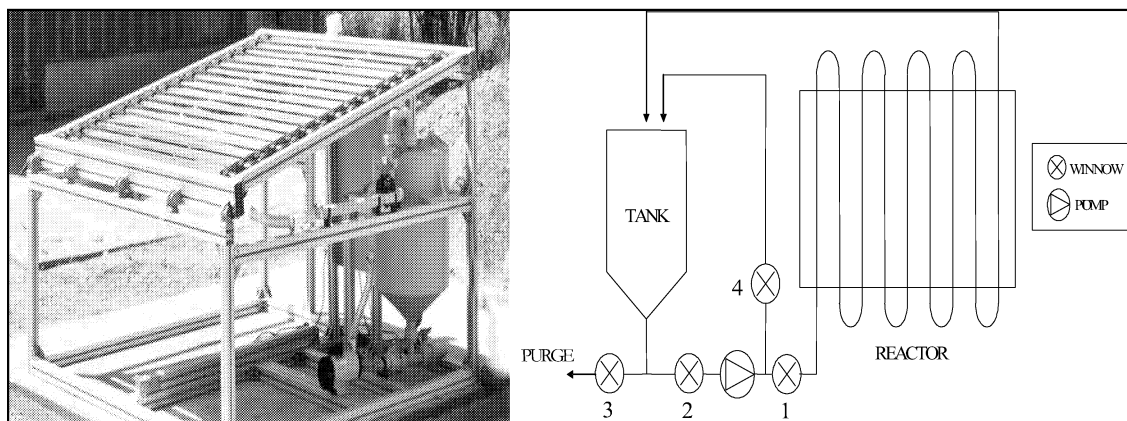 TANK
4
WINNOW
POMP
PURGE
REACTOR
3
2
1